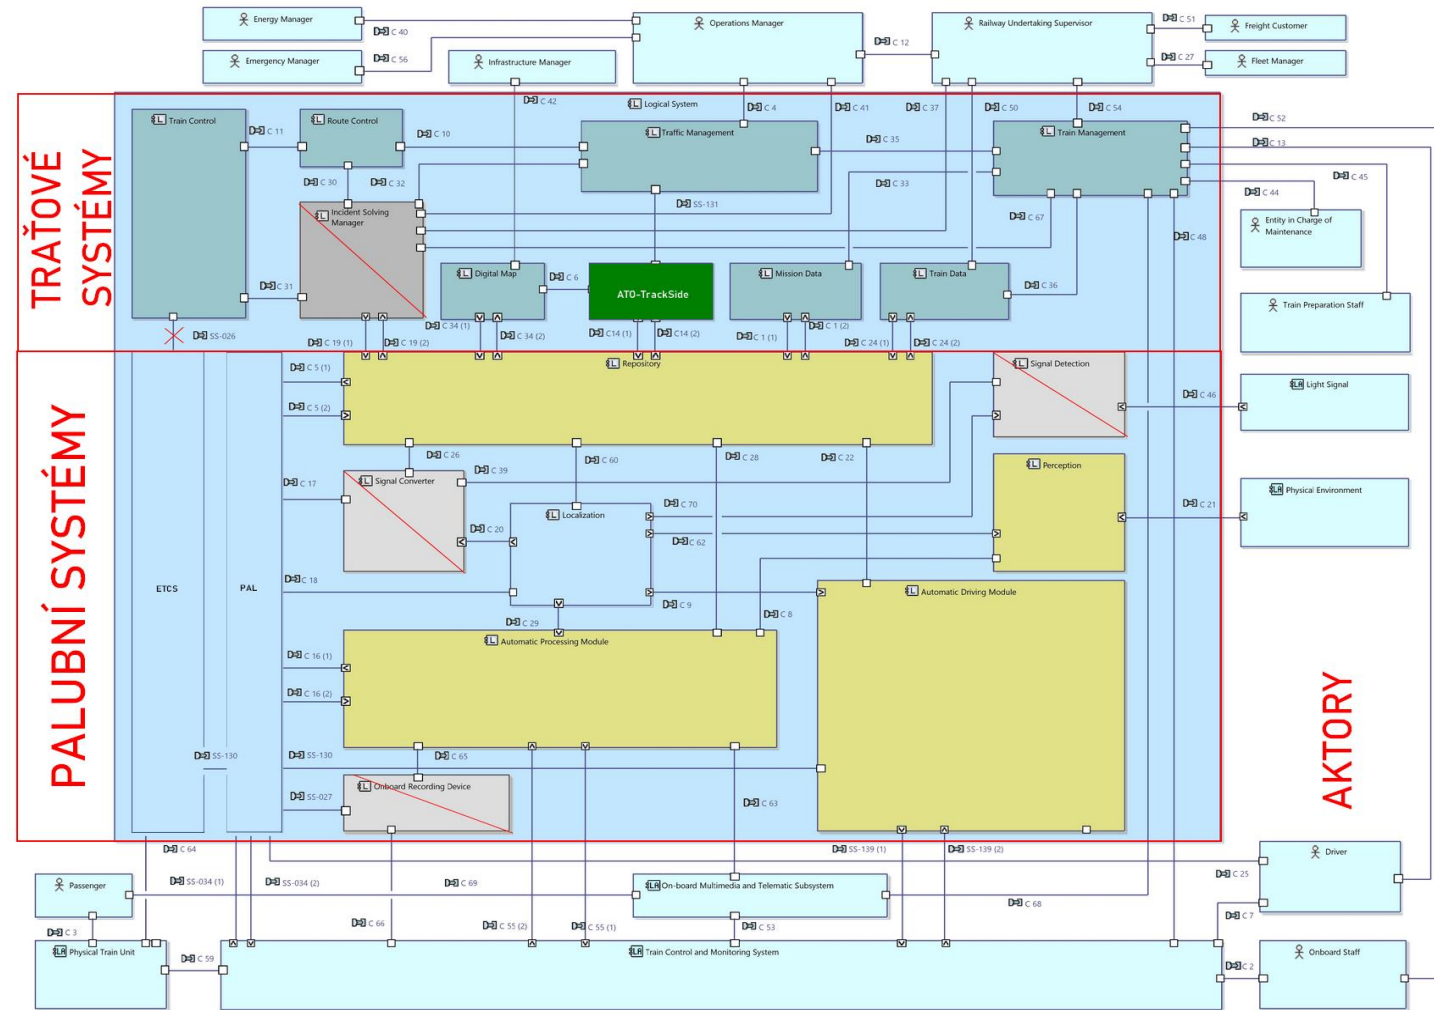 Energy Manager
C 40
Emergency Manager
C 56
Infrastructure Manager
Operations Manager
C 12
Railway Undertaking Supervisor
C 51
Freight Customer
C 27
Fleet Manager
TRAŤOVÉ
SYSTÉMY
C 42
Logical System
C 4
C 41
C 37
C 50
C 54
C 52
Train Control
C 11
Route Control
C 10
Traffic Management
C 35
Train Management
C 13
C 45
C 44
C 30
C 32
C 33
SS-131
C 67
C 48
Incident Solving
Manager
Entity in Charge of
Maintenance
Digital Map
C 6
ATO-TrackSide
Mission Data
Train Data
C 36
C 31
Train Preparation Staff
SS-026
C 19 (1)
C 19 (2)
C 34 (1)
C 34 (2)
C14 (1)
C14 (2)
C 1 (1)
C 1 (2)
C 24 (1)
C 24 (2)
PALUBNÍ SYSTÉMY
C 5 (1)
Repository
Signal Detection
C 5 (2)
C 46
Light Signal
C 26
C 60
C 28
C 22
C 39
Signal Converter
C 17
Perception
Physical Environment
C 70
C 21
Localization
C 20
C 62
ETCS
PAL
C 18
C 9
C 8
Automatic Driving Module
C 29
Automatic Processing Module
C 16 (1)
C 16 (2)
AKTORY
SS-130
SS-130
C 65
SS-027
Onboard Recording Device
C 63
C 64
SS-139 (1)
SS-139 (2)
Driver
C 25
Passenger
SS-034 (1)
SS-034 (2)
C 69
On-board Multimedia and Telematic Subsystem
C 68
C 7
C 3
C 66
C 55 (2)
C 55 (1)
C 53
Physical Train Unit
C 59
Train Control and Monitoring System
C 2
Onboard Staff